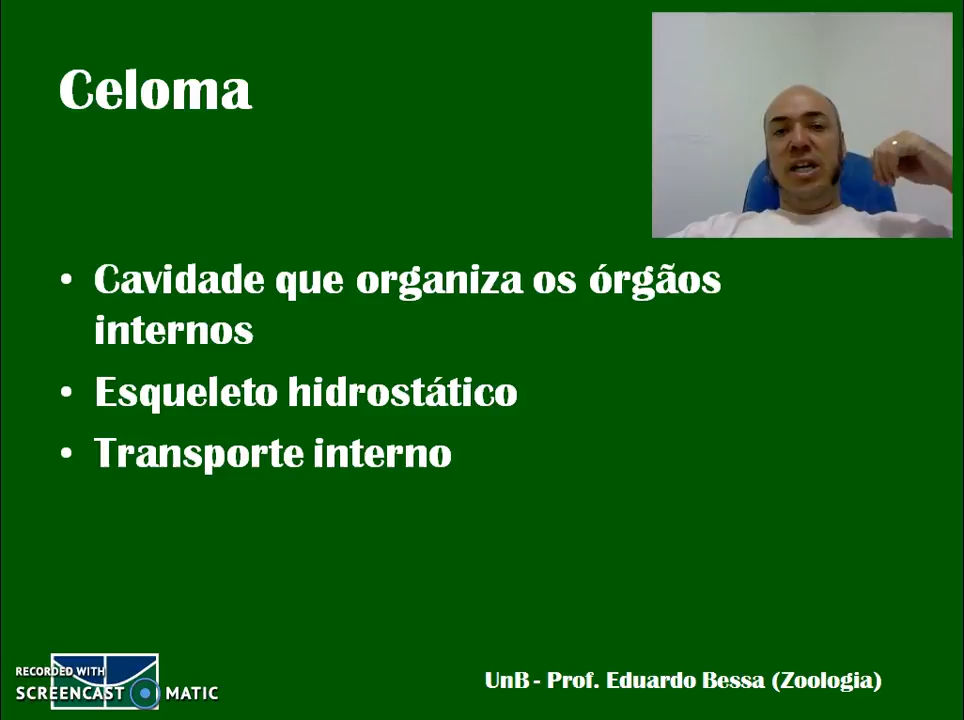 Celoma
• Cavidade que organiza os órgãos
internos
• Esqueleto hidrostático
• Transporte interno
RECORDED WITH
SCREENCAST MATIC
UnB - Prof. Eduardo Bessa (Zoologia)